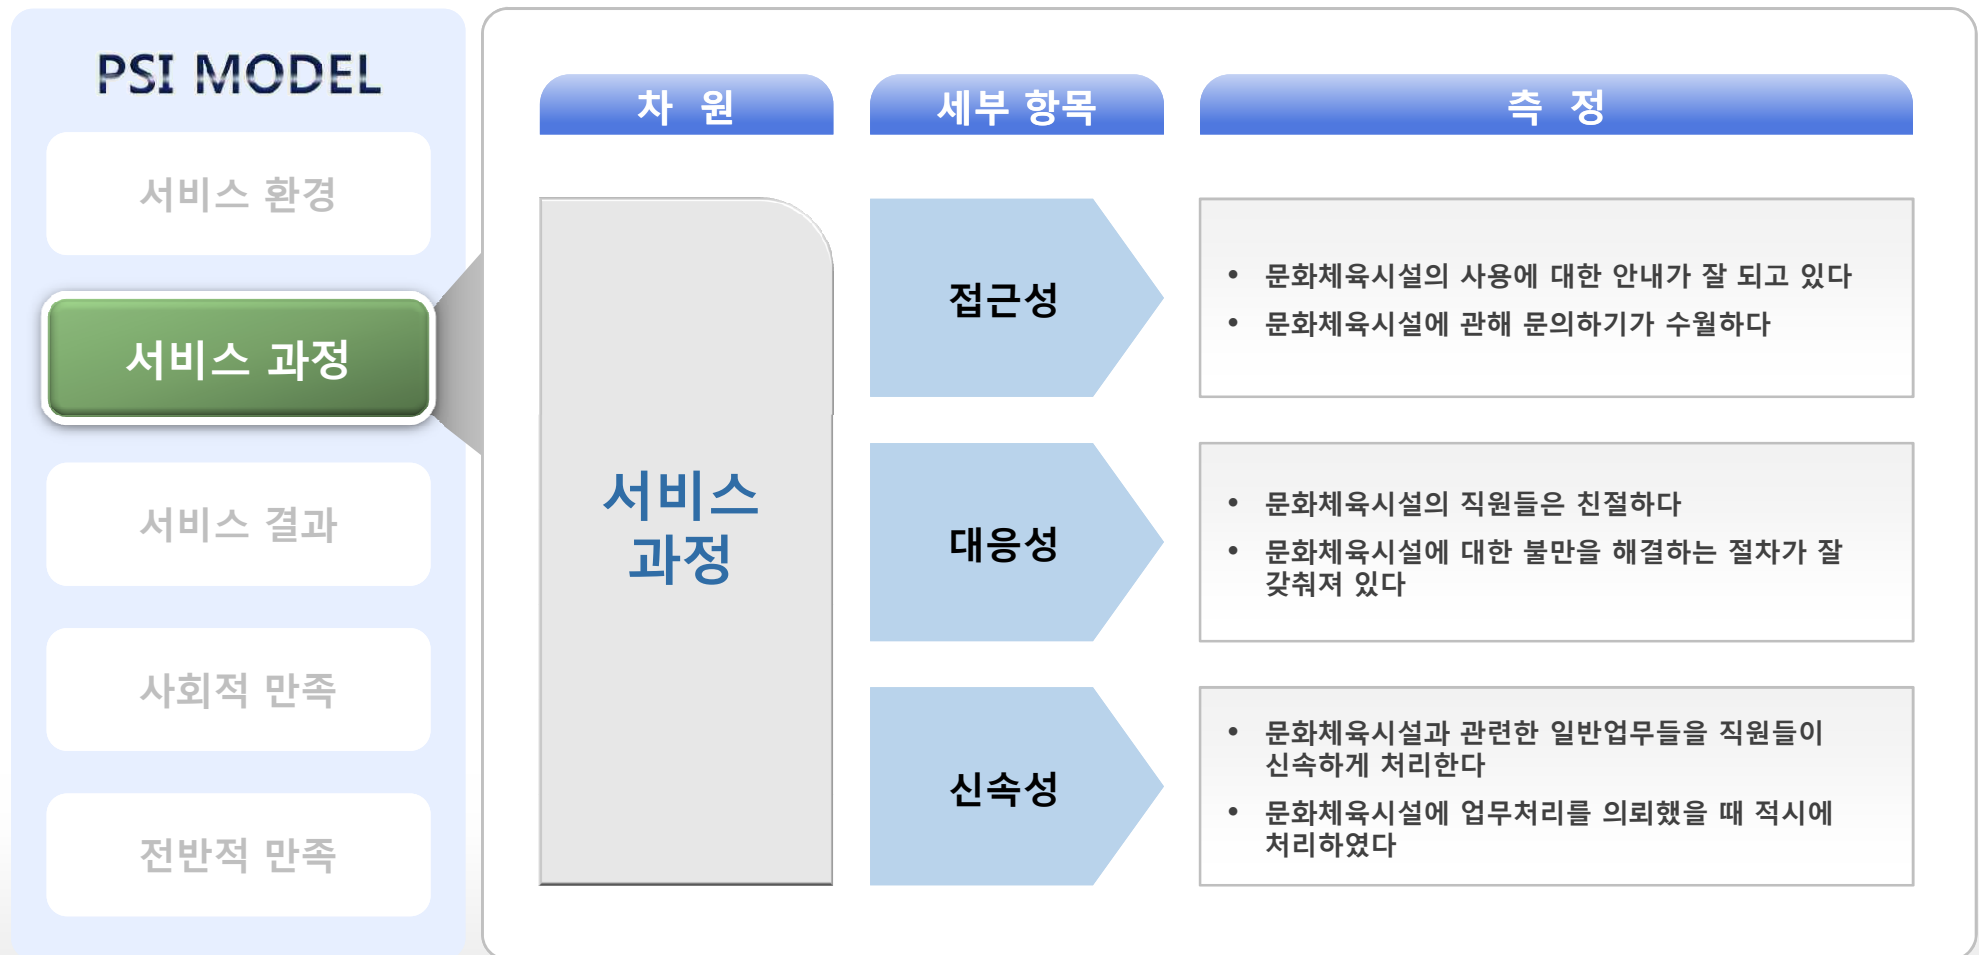 PSI MODEL
서비스 환경
서비스 과정
서비스 결과
사회적 만족
전반적 만족
차 원
세부 항목
측 정
서비스
과정
접근성
• 문화체육시설의 사용에 대한 안내가 잘 되고 있다
• 문화체육시설에 관해 문의하기가 수월하다
대응성
• 문화체육시설의 직원들은 친절하다
• 문화체육시설에 대한 불만을 해결하는 절차가 잘
갖춰져 있다
신속성
• 문화체육시설과 관련한 일반업무들을 직원들이
신속하게 처리한다
• 문화체육시설에 업무처리를 의뢰했을 때 적시에
처리하였다